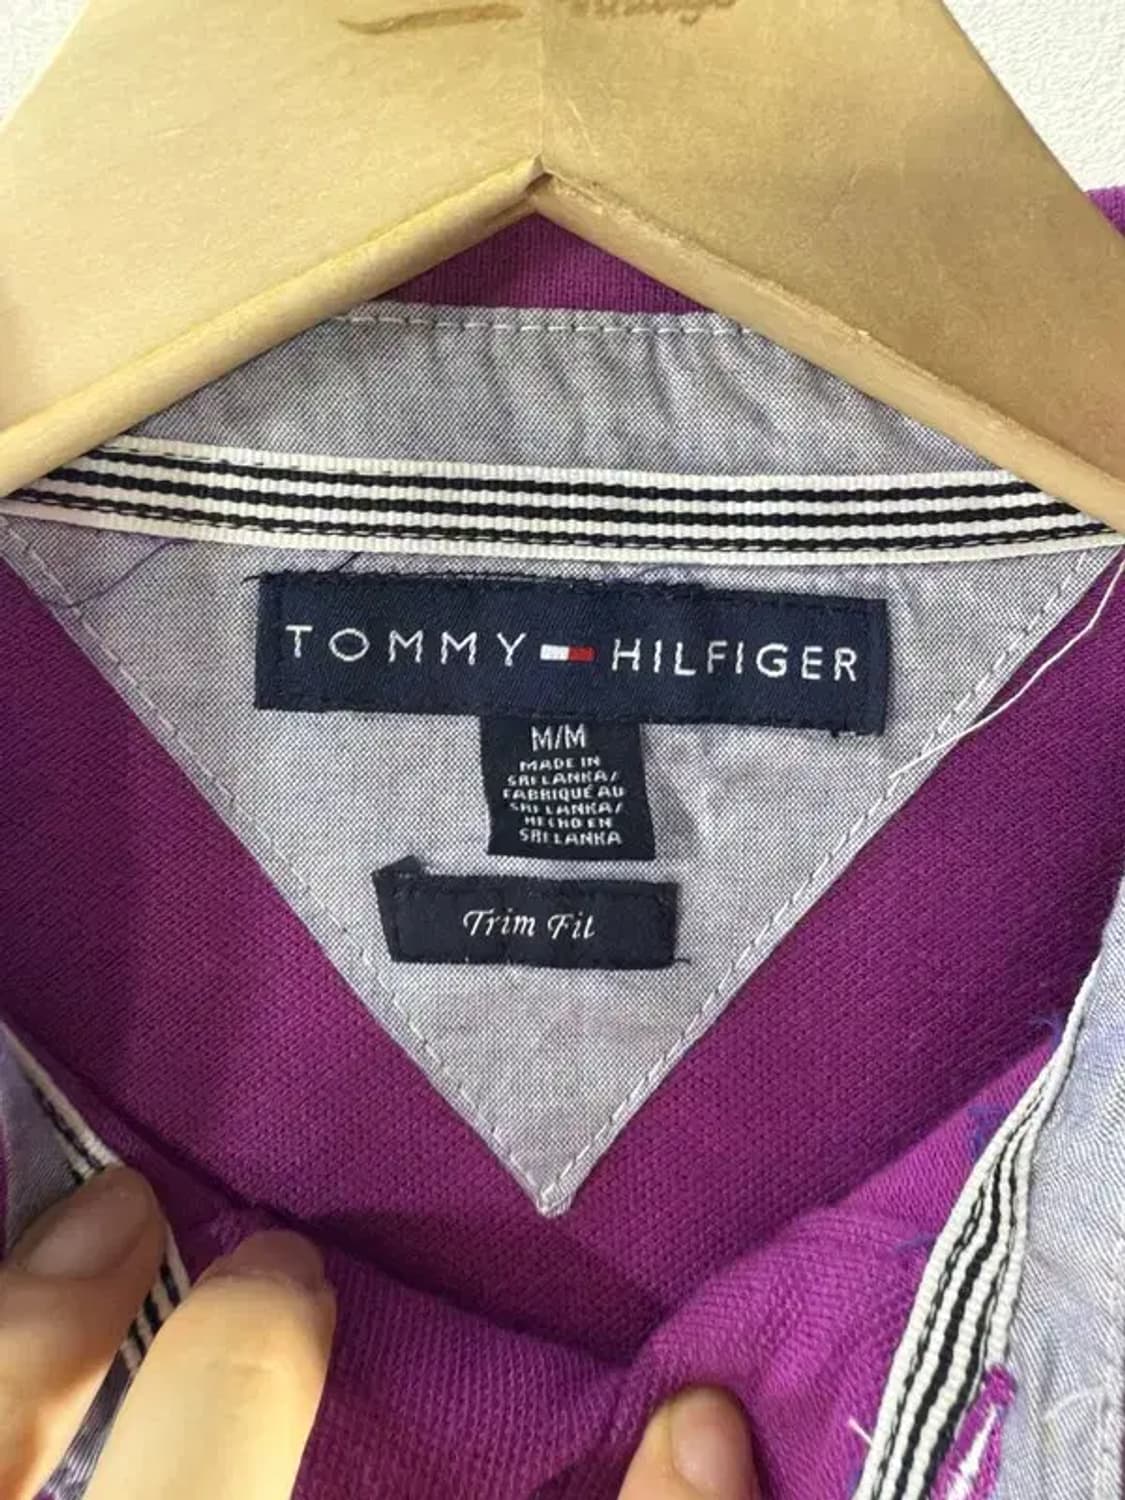 TOMMY HILFIGER
M/M
MADE IN
SRI LANKA/
FABRIQUÉ AU
SRI LANKA/
HECHO EN
SRI LANKA
Trim Fit